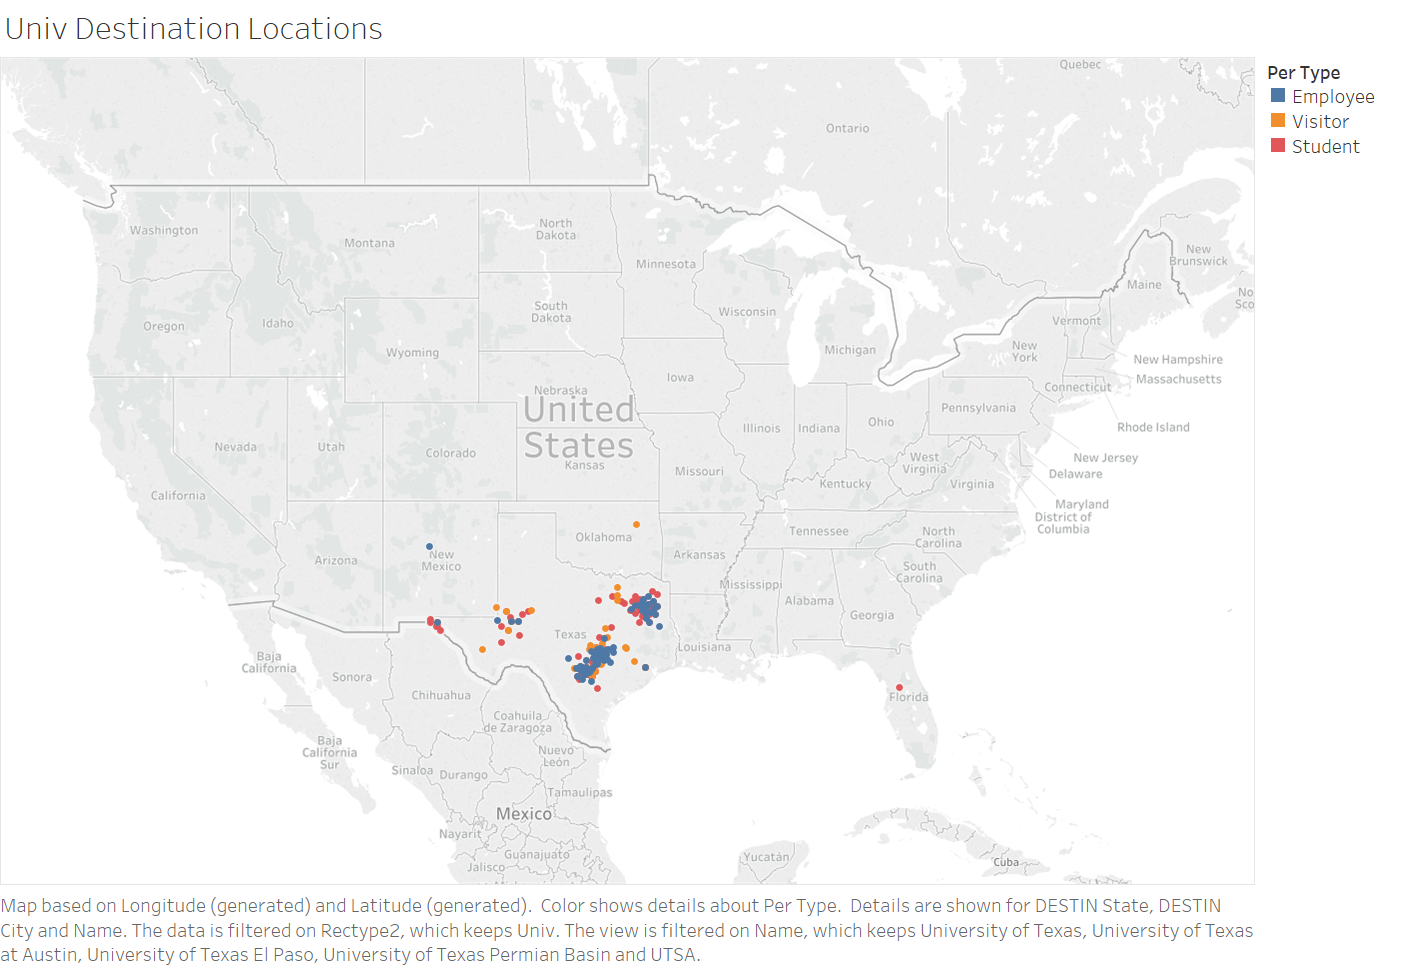 Univ Destination Locations
Per Type
Employee
Visitor
Student
Quebec
Ontario
New
Brunswick
Maine
No
Sco
Washington
Montana
North
Dakota
Minnesota
Oregon
Idaho
South
Dakota
Wisconsin
Vermont
Wyoming
Michigan
New
York
New Hampshire
Massachusetts
Iowa
Connecticut
Nebraska
United
States
Pennsylvania
Rhode Island
Nevada
Utah
Colorado
Kansas
Illinois
Indiana
Ohio
New Jersey
Delaware
California
Missouri
West
Virginia
Kentucky
Virginia
Maryland
District of
Columbia
Arizona
New
Mexico
Oklahoma
Arkansas
Tennessee
North
Carolina
South
Carolina
Mississippi
Alabama
Georgia
Texas
Louisiana
Florida
Baja
California
Sonora
Chihuahua
Coahuila
de Zaragoza
Baja
California
Sur
Nuevo
León
Sinaloa
Durango
Tamaulipas
Mexico
Nayarit
Guanajuato
Jalisco
Yucatán
Cuba
Map based on Longitude (generated) and Latitude (generated).  Color shows details about Per Type.  Details are shown for DESTIN State, DESTIN
City and Name. The data is filtered on Rectype2, which keeps Univ. The view is filtered on Name, which keeps University of Texas, University of Texas
at Austin, University of Texas El Paso, University of Texas Permian Basin and UTSA.